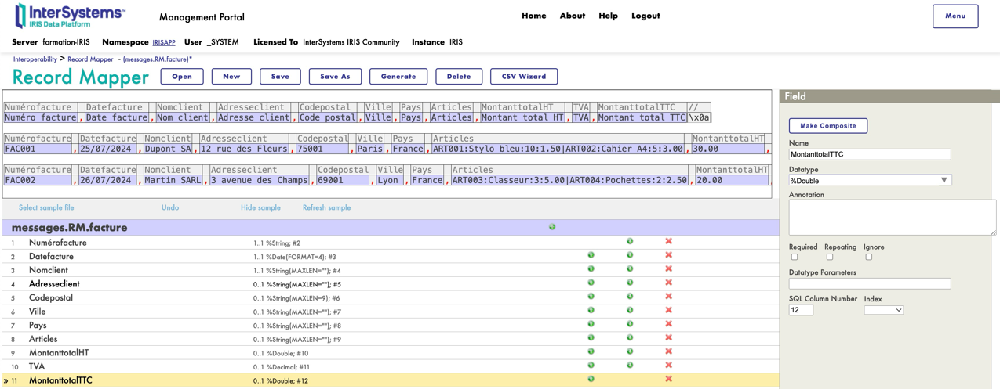 InterSystems™
IRIS Data Platform
Management Portal
Home About Help Logout
Menu
Server formation-IRIS Namespace IRISAPP User _SYSTEM Licensed To InterSystems IRIS Community Instance IRIS
Interoperability > Record Mapper - (messages.RM.facture)*
Record Mapper
Open New Save Save As Generate Delete CSV Wizard
Numérofacture Datefacture Nomclient Adresseclient Codepostal Ville Pays Articles MontanttotalHT TVA MontanttotalTTC //
Numéro facture,Date facture,Nom client,Adresse client,Code postal,Ville,Pays,Articles,Montant total HT,TVA,Montant total TTC\x0a
Numérofacture Datefacture Nomclient Adresseclient Codepostal Ville Pays Articles MontanttotalHT
FAC001,25/07/2024,Dupont SA,12 rue des Fleurs,75001,Paris,France,ART001:Stylo bleu:10:1.50|ART002:Cahier A4:5:3.00,30.00,
Numérofacture Datefacture Nomclient Adresseclient Codepostal Ville Pays Articles MontanttotalHT
FAC002,26/07/2024,Martin SARL,3 avenue des Champs,69001,Lyon,France,ART003:Classeur:3:5.00|ART004:Pochettes:2:2.50,20.00,
Select sample file Undo Hide sample Refresh sample
messages.RM.facture
1 Numérofacture 1..1 %String; #2
2 Datefacture 1..1 %Date(FORMAT=4); #3
3 Nomclient 1..1 %String(MAXLEN=""); #4
4 Adresseclient 0..1 %String(MAXLEN=""); #5
5 Codepostal 0..1 %String(MAXLEN=9); #6
6 Ville 0..1 %String(MAXLEN=""); #7
7 Pays 0..1 %String(MAXLEN=""); #8
8 Articles 0..1 %String(MAXLEN=""); #9
9 MontanttotalHT 0..1 %Double; #10
10 TVA 0..1 %Decimal; #11
» 11 MontanttotalTTC 0..1 %Double; #12
Field
Make Composite
Name
MontanttotalTTC
Datatype
%Double
Annotation
Required Repeating Ignore
Datatype Parameters
SQL Column Number Index
12